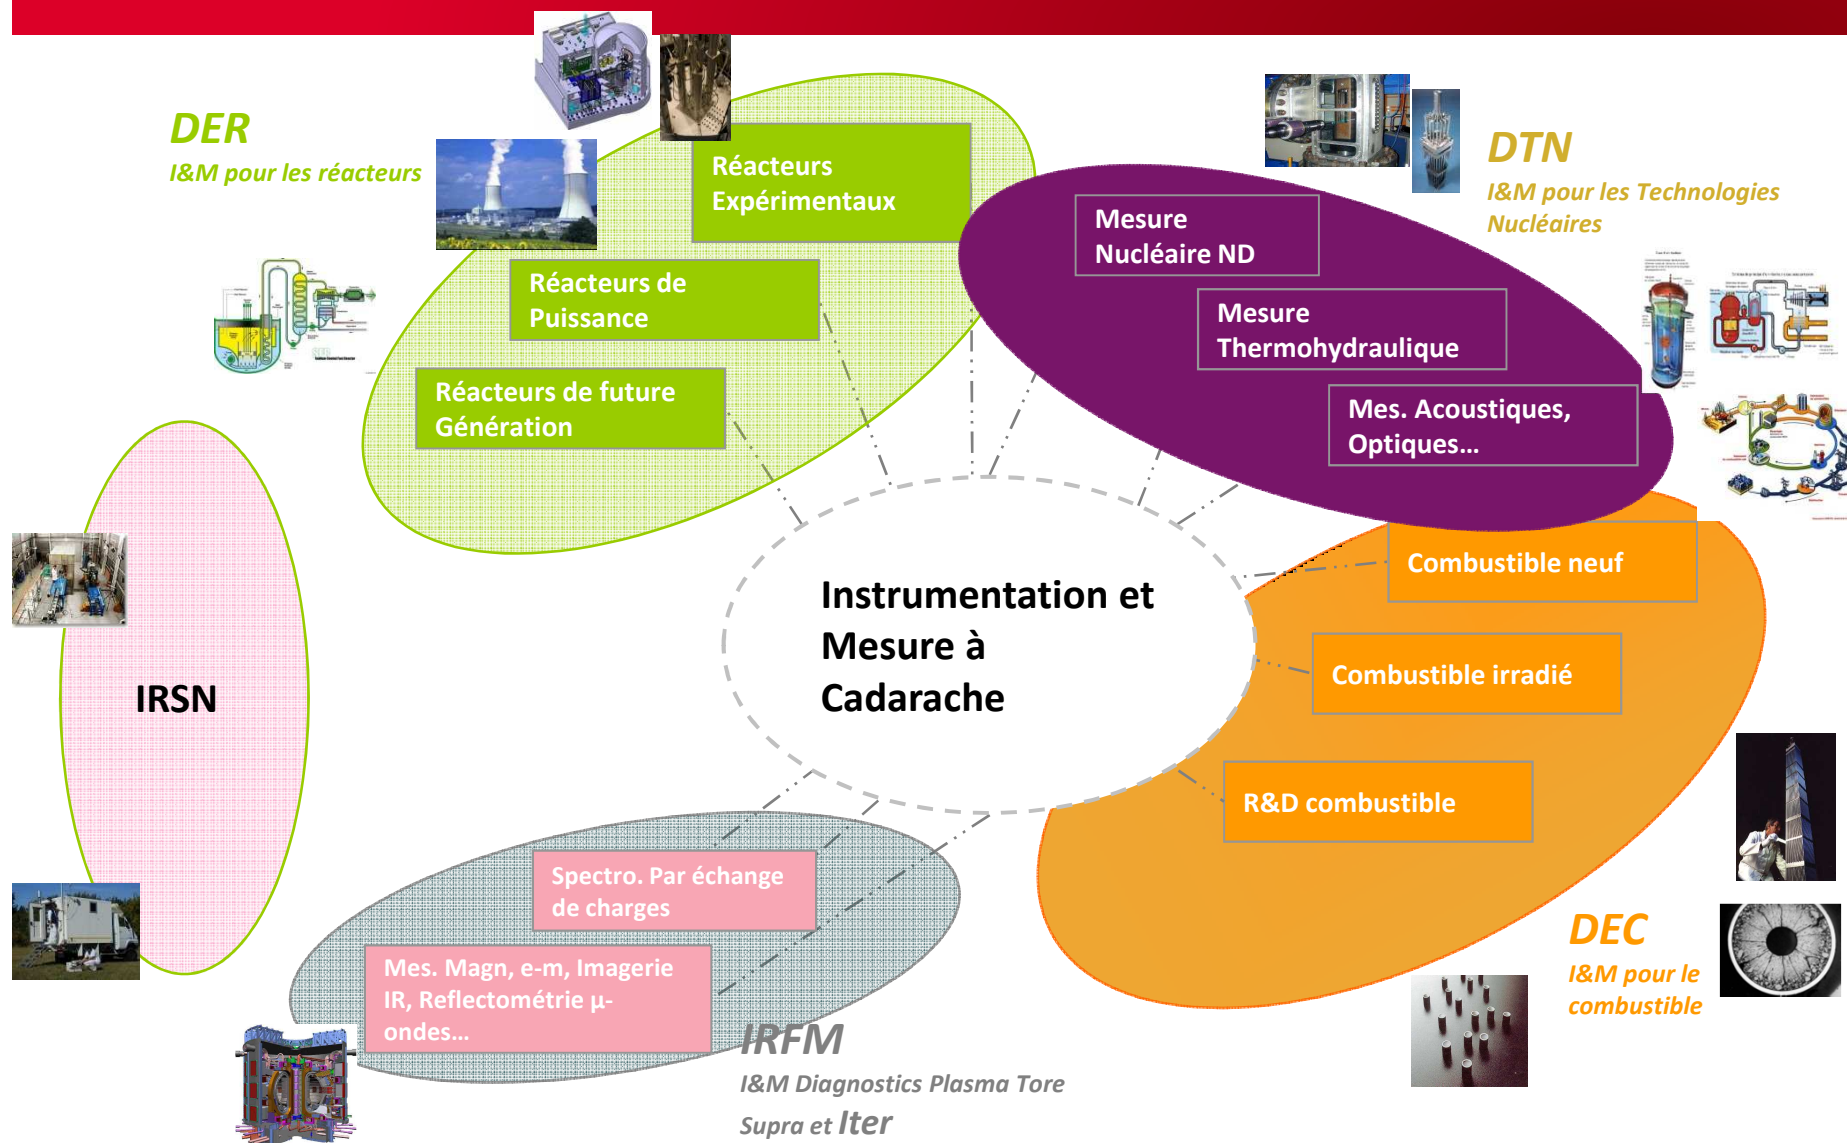 DER
I&M pour les réacteurs
Réacteurs
Expérimentaux
Réacteurs de
Puissance
Réacteurs de future
Génération
DTN
I&M pour les Technologies
Nucléaires
Mesure
Nucléaire ND
Mesure
Thermohydraulique
Mes. Acoustiques,
Optiques…
IRSN
Instrumentation et
Mesure à
Cadarache
Combustible neuf
Combustible irradié
R&D combustible
DEC
I&M pour le
combustible
Spectro. Par échange
de charges
Mes. Magn, e-m, Imagerie
IR, Reflectométrie µ-
ondes…
IRFM
I&M Diagnostics Plasma Tore
Supra et Iter